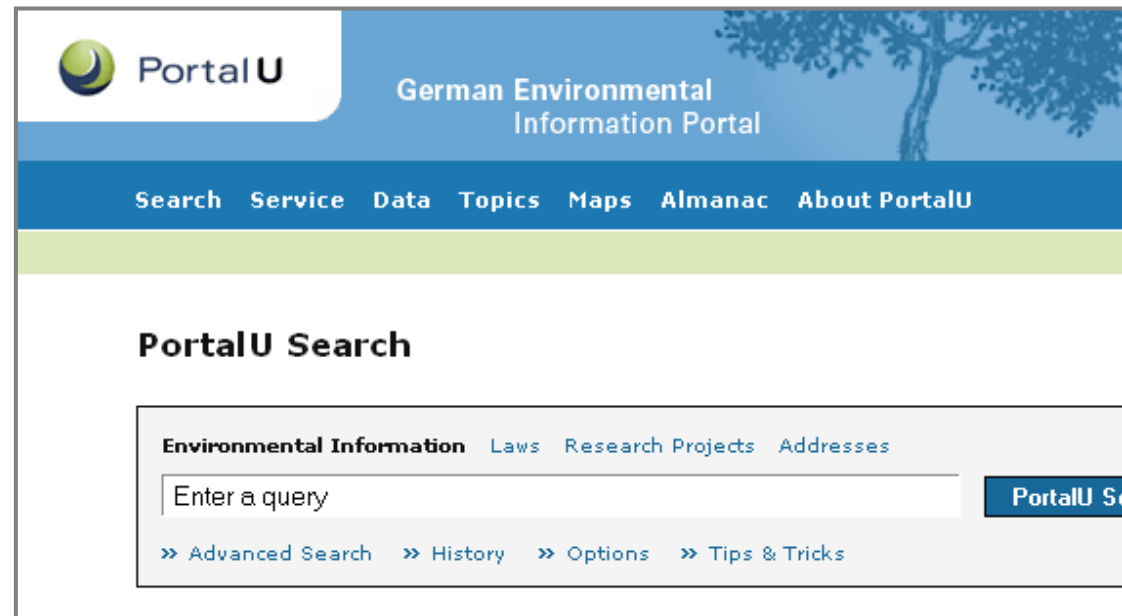 PortalU
German Environmental
Information Portal
Search Service Data Topics Maps Almanac About PortalU
PortalU Search
Environmental Information Laws Research Projects Addresses
Enter a query
PortalU
» Advanced Search » History » Options » Tips & Tricks